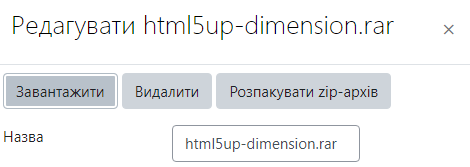 Редагувати html5up-dimension.rar ×
Завантажити Видалити Розпакувати zip-архів
Назва html5up-dimension.rar